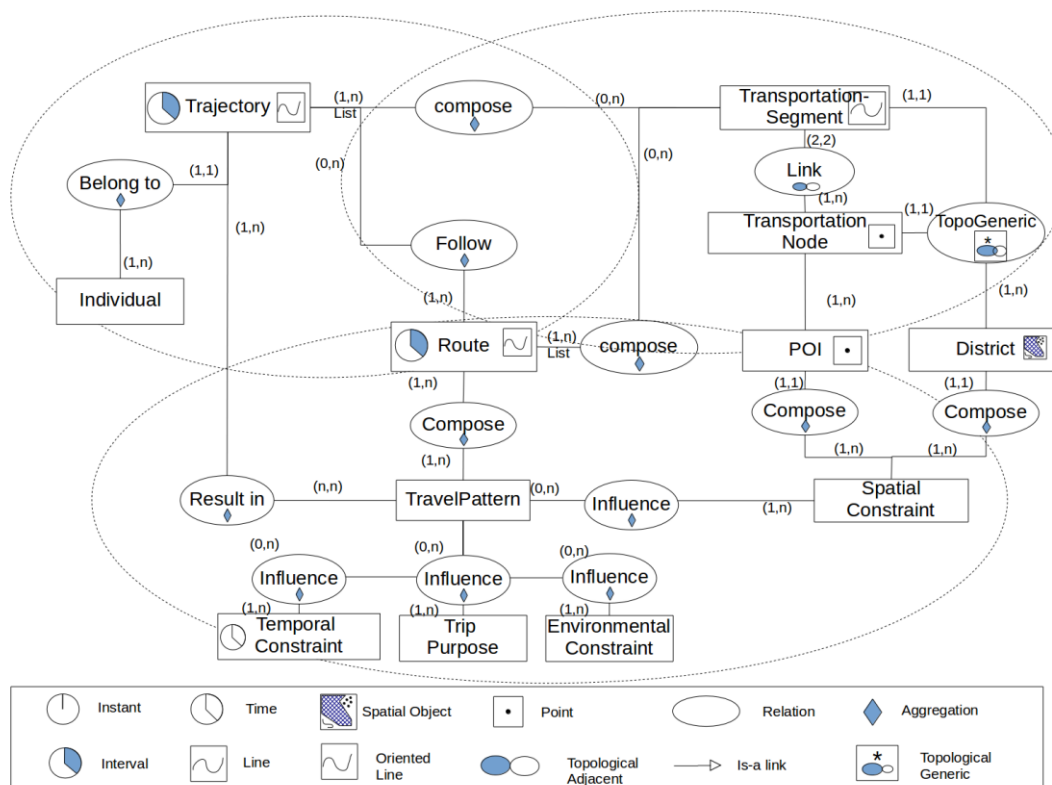 Trajectory
(1,n)
List
compose
(0,n)
Transportation-
Segment
(1,1)
(0,n)
(0,n)
(2,2)
Link
(1,n)
Belong to
(1,1)
(1,n)
Transportation
Node
(1,1)
TopoGeneric
*
Follow
(1,n)
Individual
(1,n)
(1,n)
(1,n)
Route
(1,n)
List
compose
POI
District
(1,n)
(1,1)
(1,1)
Compose
Compose
Compose
(1,n)
(1,n)
(1,n)
Result in
(n,n)
TravelPattern
(0,n)
Influence
(1,n)
Spatial
Constraint
(0,n)
(0,n)
(0,n)
Influence
Influence
Influence
(1,n)
(1,n)
(1,n)
Temporal
Constraint
Trip
Purpose
Environmental
Constraint
Instant
Time
Spatial Object
Point
Relation
Aggregation
Interval
Line
Oriented
Line
Topological
Adjacent
Is-a link
*
Topological
Generic